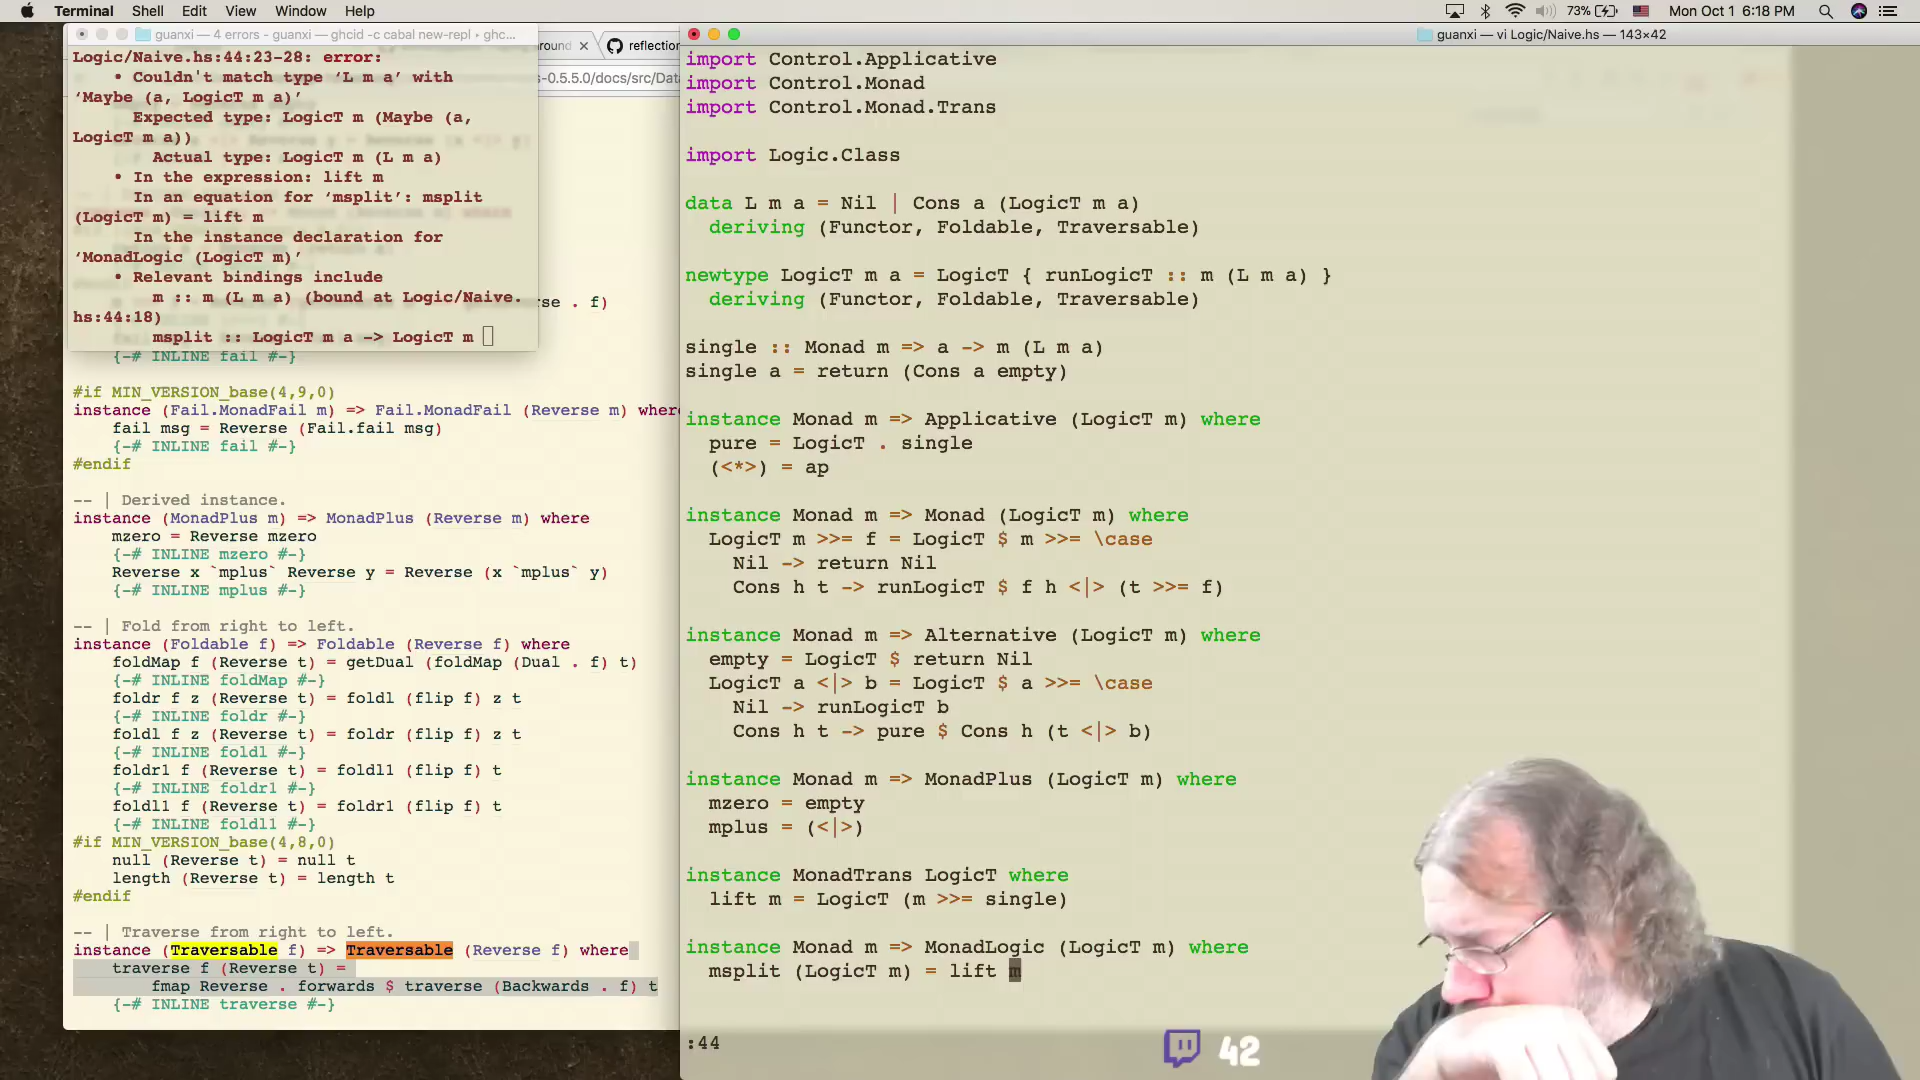 Terminal Shell Edit View Window Help 73% Mon Oct 1 6:18 PM
guanxi — 4 errors - guanxi — ghcid -c cabal new-repl ▸ ghc...
Logic/Naive.hs:44:23-28: error:
• Couldn't match type ‘L m a’ with
‘Maybe (a, LogicT m a)’
Expected type: LogicT m (Maybe (a,
LogicT m a))
Actual type: LogicT m (L m a)
• In the expression: lift m
In an equation for ‘msplit’: msplit
(LogicT m) = lift m
In the instance declaration for
‘MonadLogic (LogicT m)’
• Relevant bindings include
m :: m (L m a) (bound at Logic/Naive.
hs:44:18)
msplit :: LogicT m a -> LogicT m
reflection
-0.5.5.0/docs/src/Data
rse . f)
{-# INLINE fail #-}
#if MIN_VERSION_base(4,9,0)
instance (Fail.MonadFail m) => Fail.MonadFail (Reverse m) where
fail msg = Reverse (Fail.fail msg)
{-# INLINE fail #-}
#endif
-- | Derived instance.
instance (MonadPlus m) => MonadPlus (Reverse m) where
mzero = Reverse mzero
{-# INLINE mzero #-}
Reverse x `mplus` Reverse y = Reverse (x `mplus` y)
{-# INLINE mplus #-}
-- | Fold from right to left.
instance (Foldable f) => Foldable (Reverse f) where
foldMap f (Reverse t) = getDual (foldMap (Dual . f) t)
{-# INLINE foldMap #-}
foldr f z (Reverse t) = foldl (flip f) z t
{-# INLINE foldr #-}
foldl f z (Reverse t) = foldr (flip f) z t
{-# INLINE foldl #-}
foldr1 f (Reverse t) = foldl1 (flip f) t
{-# INLINE foldr1 #-}
foldl1 f (Reverse t) = foldr1 (flip f) t
{-# INLINE foldl1 #-}
#if MIN_VERSION_base(4,8,0)
null (Reverse t) = null t
length (Reverse t) = length t
#endif
-- | Traverse from right to left.
instance (Traversable f) => Traversable (Reverse f) where
traverse f (Reverse t) =
fmap Reverse . forwards $ traverse (Backwards . f) t
{-# INLINE traverse #-}
guanxi — vi Logic/Naive.hs — 143×42
import Control.Applicative
import Control.Monad
import Control.Monad.Trans
import Logic.Class
data L m a = Nil | Cons a (LogicT m a)
deriving (Functor, Foldable, Traversable)
newtype LogicT m a = LogicT { runLogicT :: m (L m a) }
deriving (Functor, Foldable, Traversable)
single :: Monad m => a -> m (L m a)
single a = return (Cons a empty)
instance Monad m => Applicative (LogicT m) where
pure = LogicT . single
(<*>) = ap
instance Monad m => Monad (LogicT m) where
LogicT m >>= f = LogicT $ m >>= \case
Nil -> return Nil
Cons h t -> runLogicT $ f h <|> (t >>= f)
instance Monad m => Alternative (LogicT m) where
empty = LogicT $ return Nil
LogicT a <|> b = LogicT $ a >>= \case
Nil -> runLogicT b
Cons h t -> pure $ Cons h (t <|> b)
instance Monad m => MonadPlus (LogicT m) where
mzero = empty
mplus = (<|>)
instance MonadTrans LogicT where
lift m = LogicT (m >>= single)
instance Monad m => MonadLogic (LogicT m) where
msplit (LogicT m) = lift m
:44
42